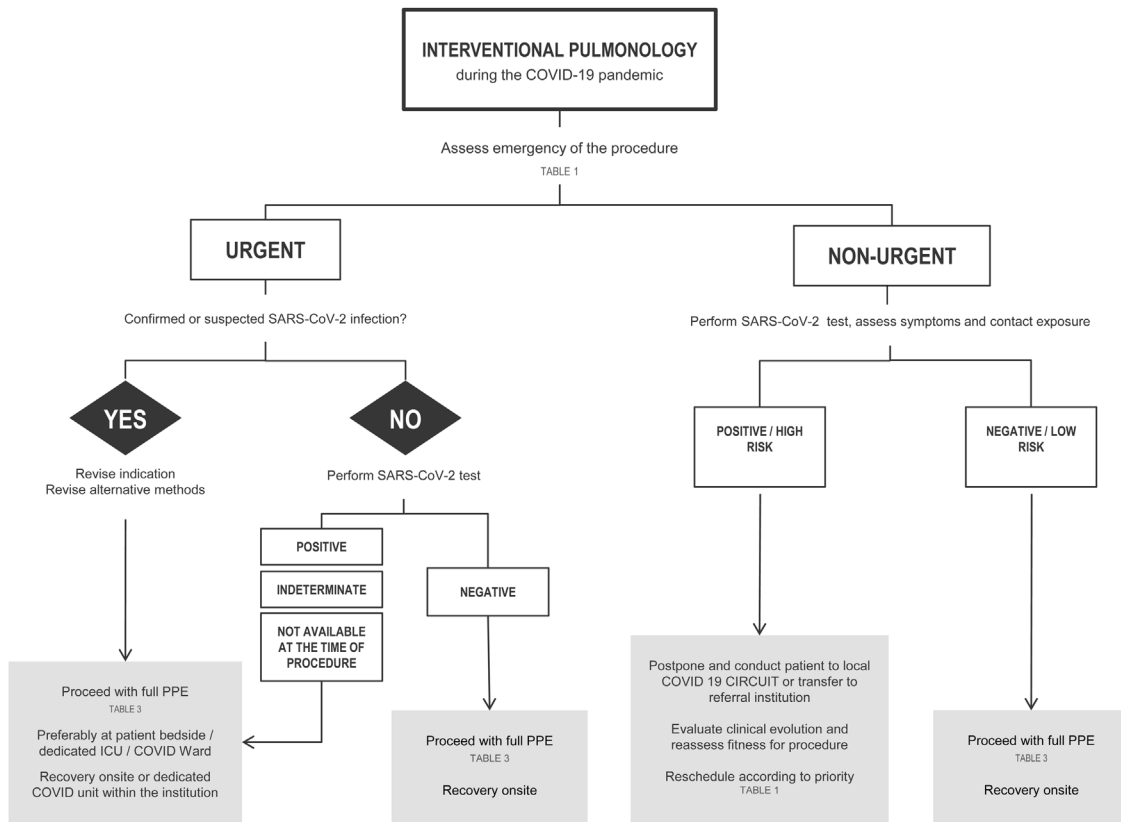 INTERVENTIONAL PULMONOLOGY
during the COVID-19 pandemic
Assess emergency of the procedure
TABLE 1
URGENT
Confirmed or suspected SARS-CoV-2 infection?
YES
Revise indication
Revise alternative methods
NO
Perform SARS-CoV-2 test
POSITIVE
INDETERMINATE
NOT AVAILABLE
AT THE TIME OF
PROCEDURE
NEGATIVE
Proceed with full PPE
TABLE 3
Preferably at patient bedside /
dedicated ICU / COVID Ward
Recovery onsite or dedicated
COVID unit within the institution
Proceed with full PPE
TABLE 3
Recovery onsite
NON-URGENT
Perform SARS-CoV-2 test, assess symptoms and contact exposure
POSITIVE / HIGH
RISK
NEGATIVE / LOW
RISK
Postpone and conduct patient to local
COVID 19 CIRCUIT or transfer to
referral institution
Evaluate clinical evolution and
reassess fitness for procedure
Reschedule according to priority
TABLE 1
Proceed with full PPE
TABLE 3
Recovery onsite